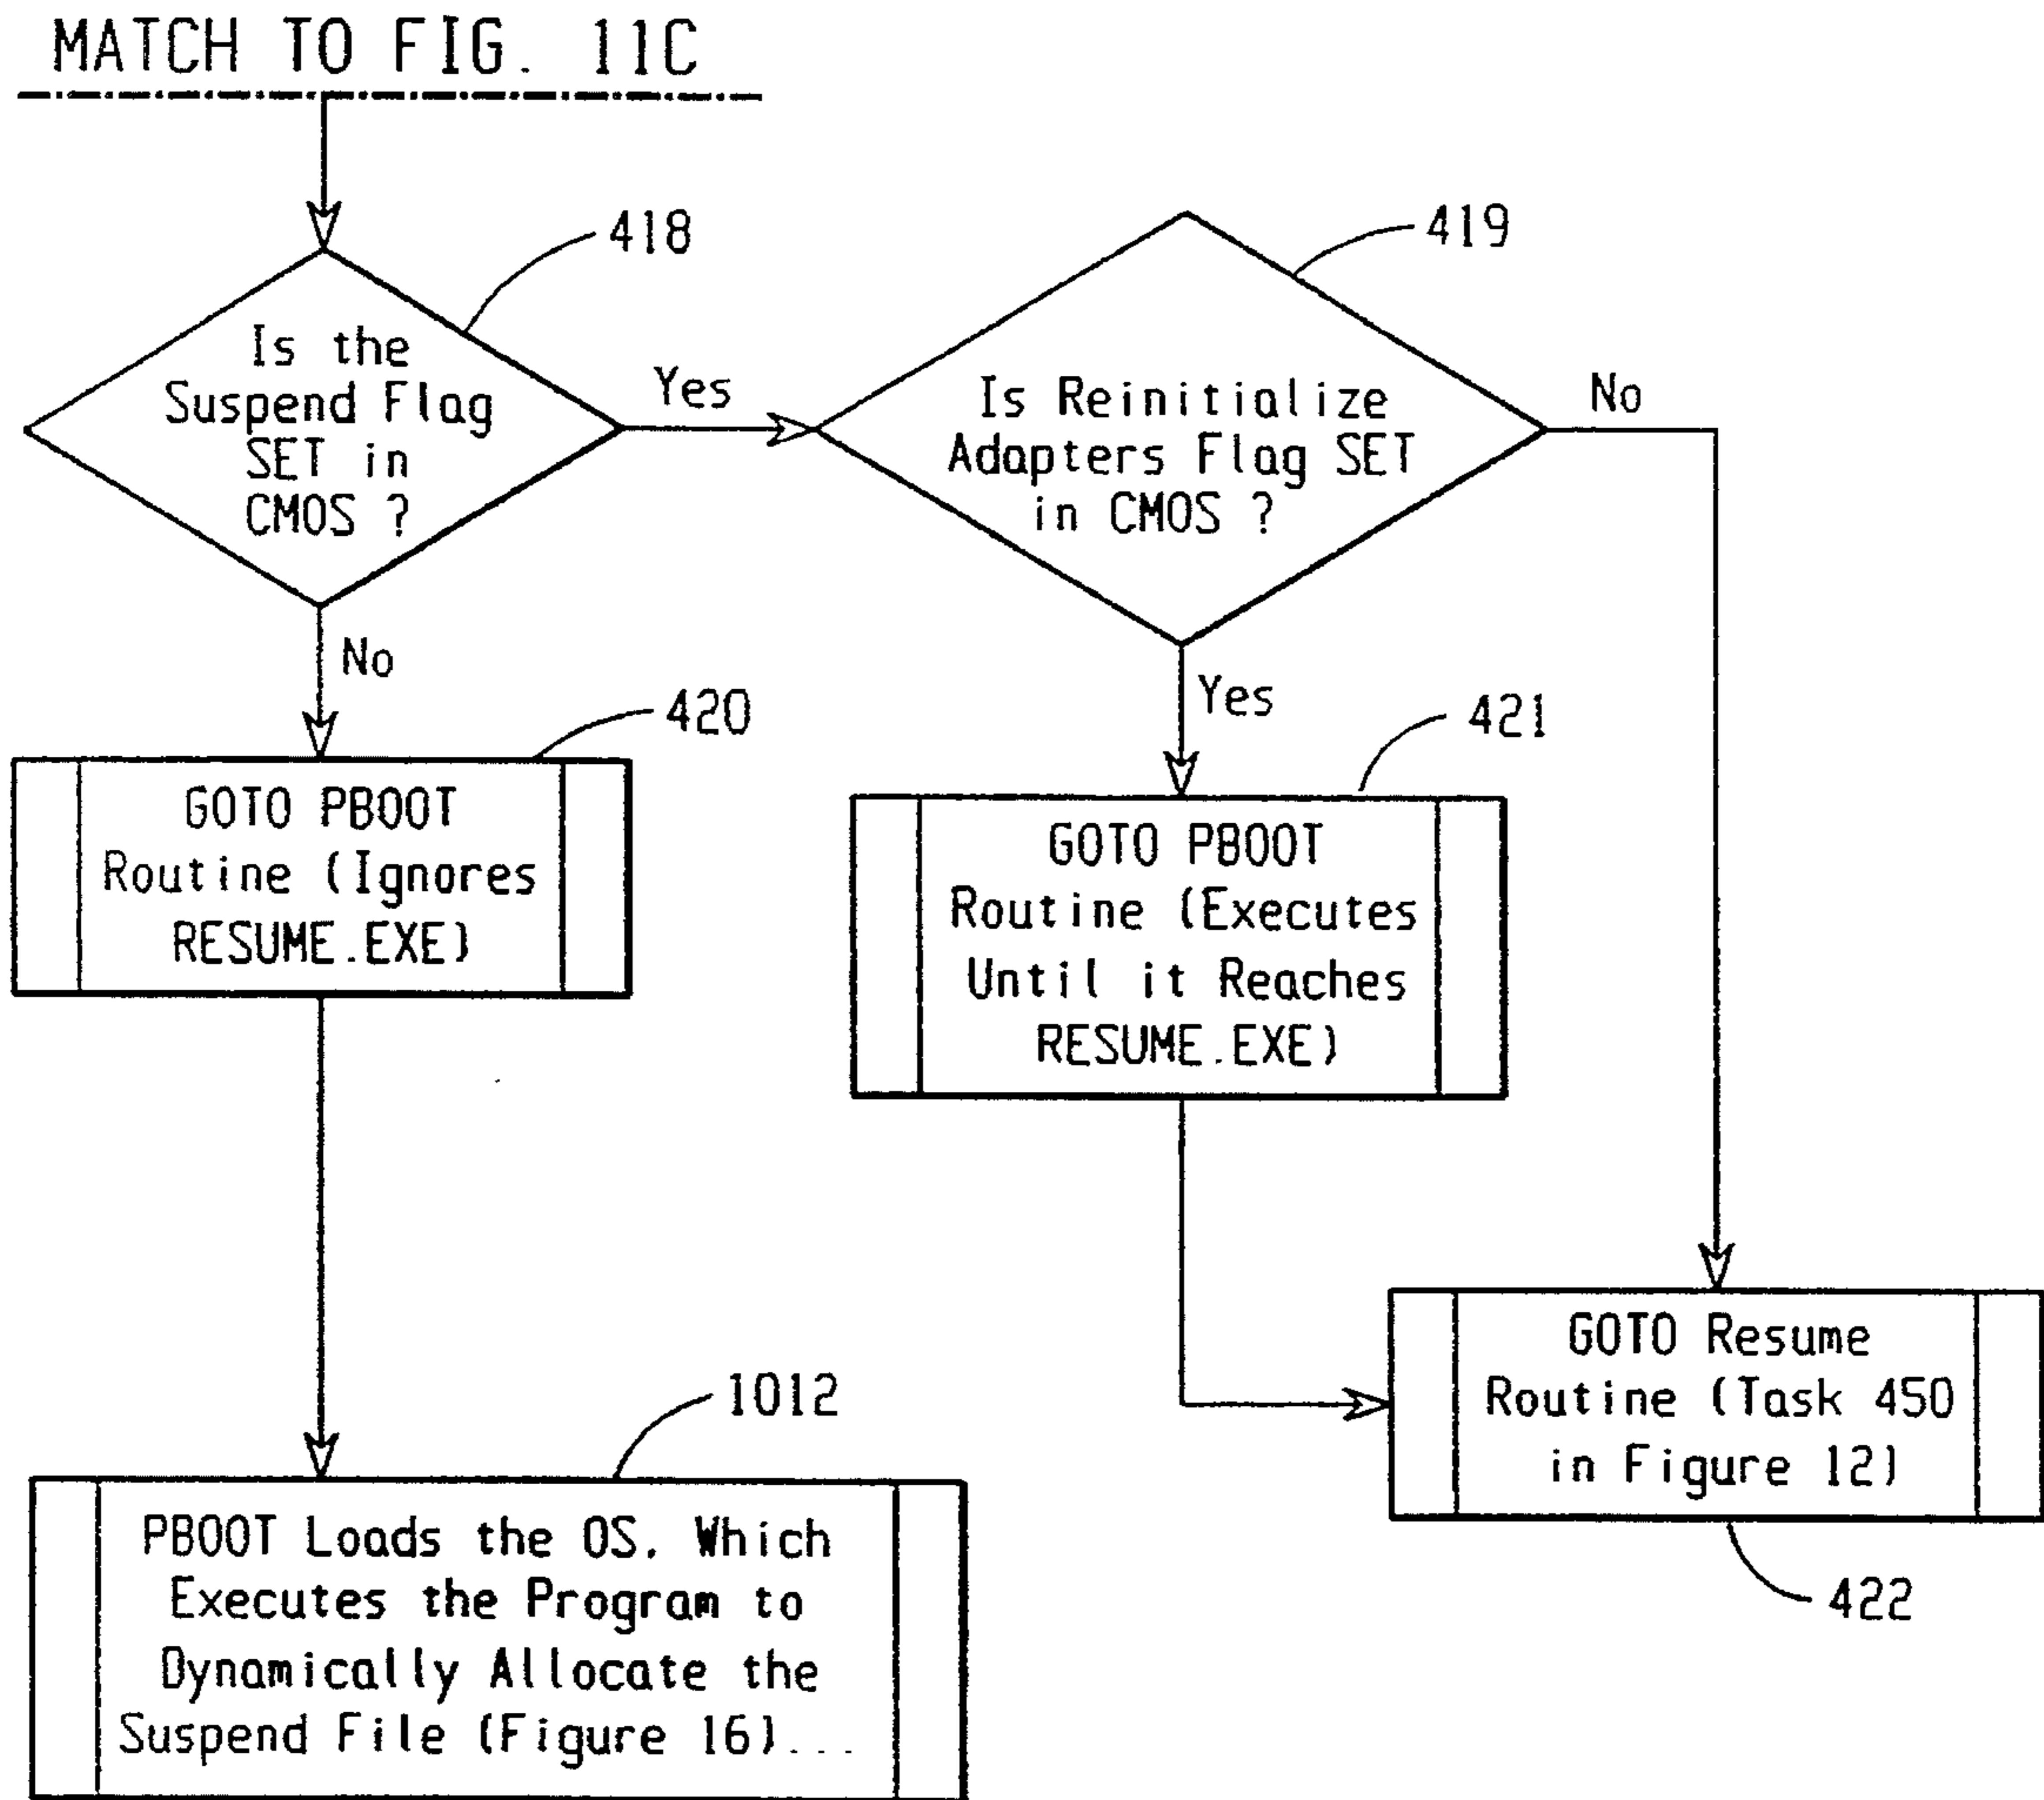 MATCH TO FIG. 11C
418
Is the
Suspend Flag
SET in
CMOS ?
Yes
No
419
Is Reinitialize
Adapters Flag SET
in CMOS ?
No
Yes
420
GOTO PBOOT
Routine (Ignores
RESUME.EXE)
421
GOTO PBOOT
Routine (Executes
Until it Reaches
RESUME.EXE)
1012
PBOOT Loads the OS, Which
Executes the Program to
Dynamically Allocate the
Suspend File (Figure 16)...
GOTO Resume
Routine (Task 450
in Figure 12)
422